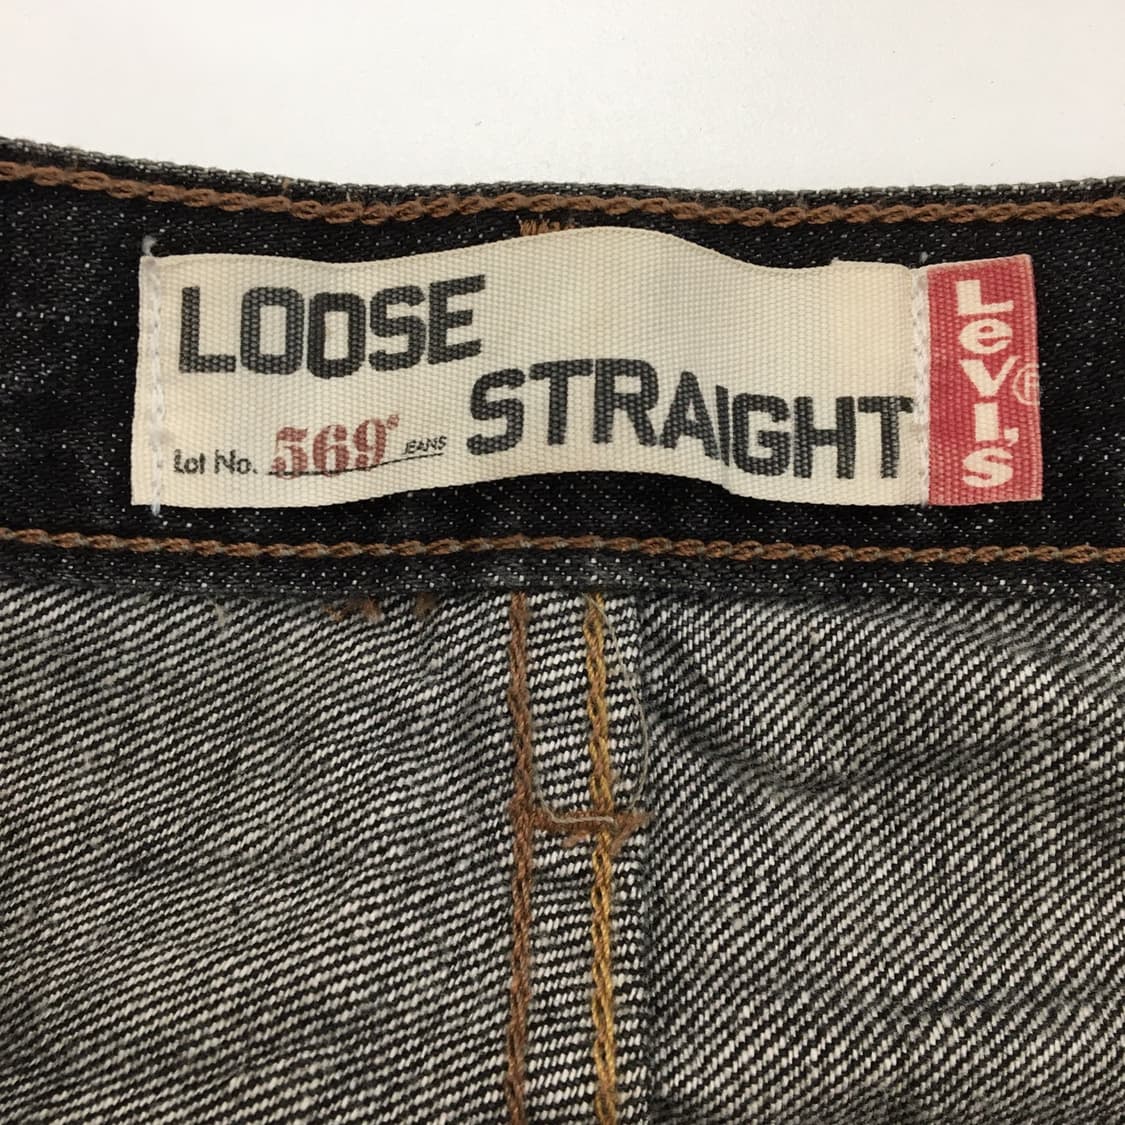 LOOSE
STRAIGHT
Lot No. 569® JEANS
LeVI'S
®